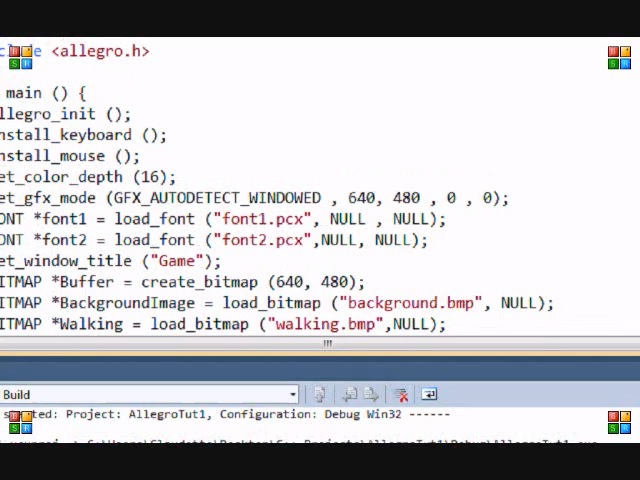 e <allegro.h>
main () {
llegro_init ();
nstall_keyboard ();
nstall_mouse ();
et_color_depth (16);
et_gfx_mode (GFX_AUTODETECT_WINDOWED , 640, 480 , 0 , 0);
ONT *font1 = load_font ("font1.pcx", NULL , NULL);
ONT *font2 = load_font ("font2.pcx",NULL, NULL);
et_window_title ("Game");
ITMAP *Buffer = create_bitmap (640, 480);
ITMAP *BackgroundImage = load_bitmap ("background.bmp", NULL);
ITMAP *Walking = load_bitmap ("walking.bmp",NULL);
Build
ted: Project: AllegroTut1, Configuration: Debug Win32 ------